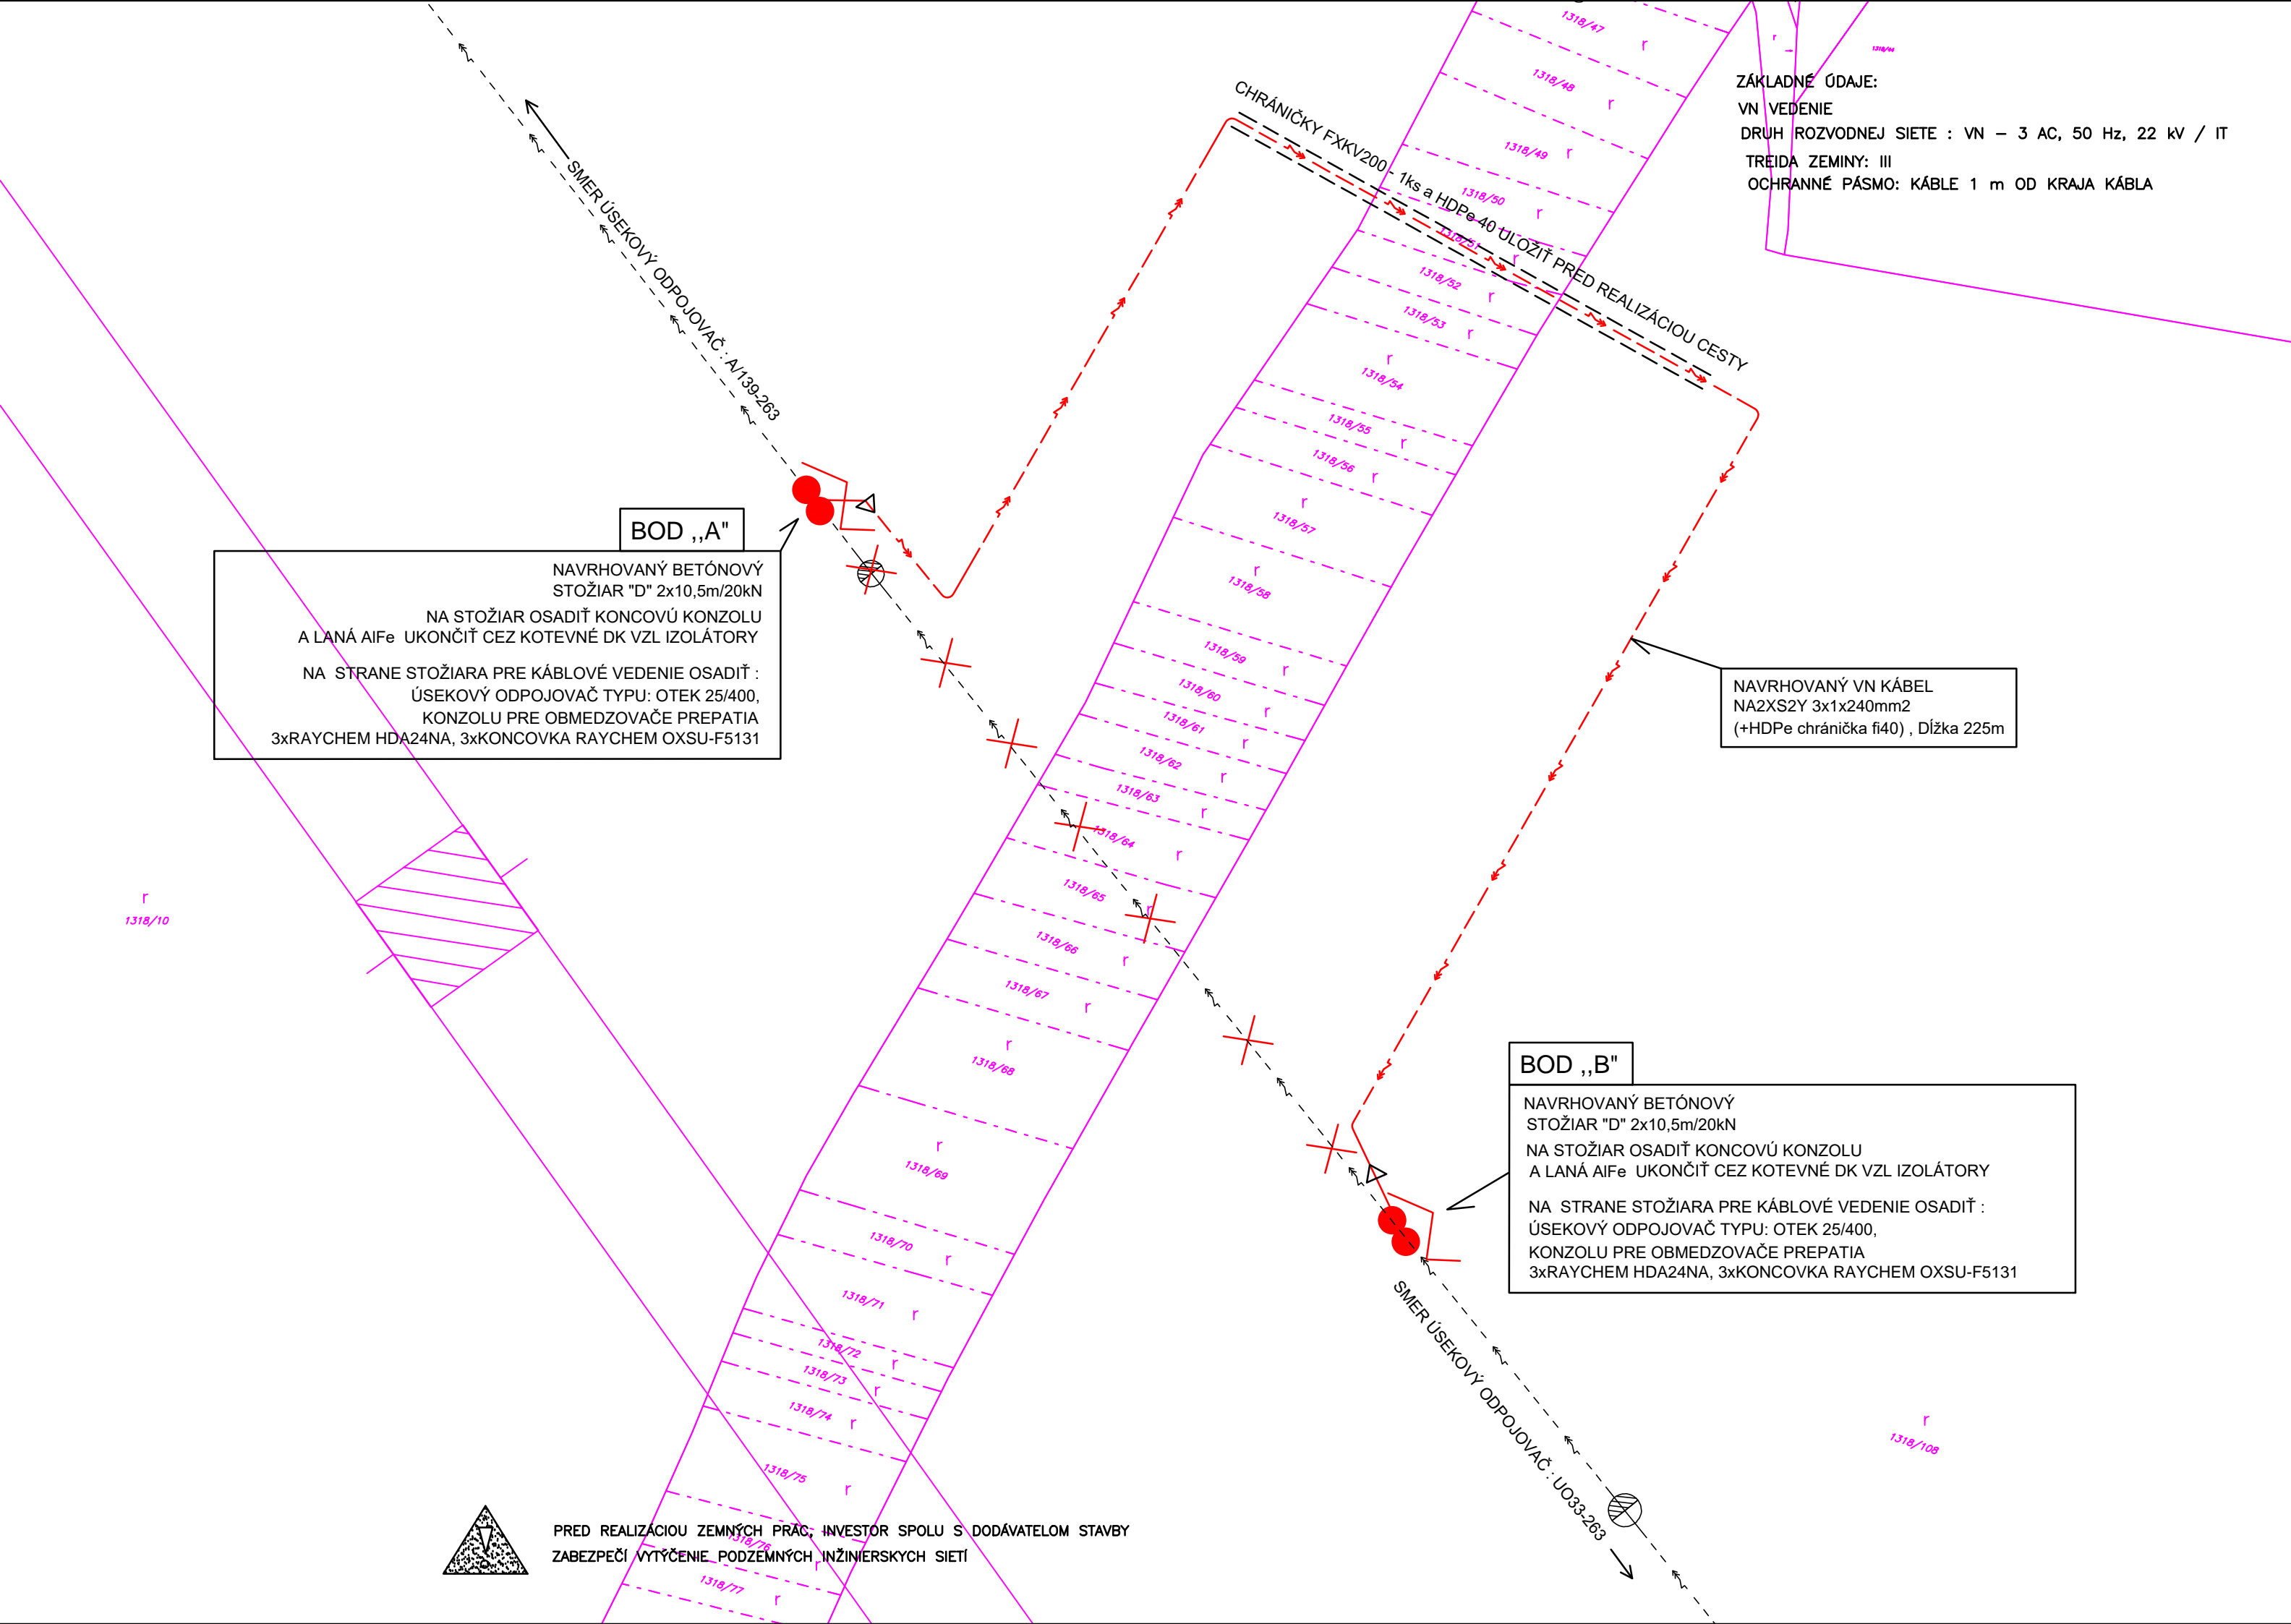 1318/47
r
1318/48
r
1318/49
r
1318/50
r
1318/51
r
1318/52
r
1318/53
r
r
1318/54
1318/55
r
1318/56
r
r
1318/57
r
1318/58
1318/59
r
1318/60
r
1318/61
r
1318/62
r
1318/63
r
1318/64
r
1318/65
r
1318/66
r
1318/67
r
r
1318/68
r
1318/69
1318/70
r
1318/71
r
1318/72
r
1318/73
r
1318/74
r
1318/75
r
1318/76
r
1318/77
r
r
ZÁKLADNÉ ÚDAJE:
VN VEDENIE
DRUH ROZVODNEJ SIETE : VN – 3 AC, 50 Hz, 22 kV / IT
TREIDA ZEMINY: III
OCHRANNÉ PÁSMO: KÁBLE 1 m OD KRAJA KÁBLA
CHRÁNIČKY FXKV200 - 1ks a HDPe 40 ULOŽIŤ PRED REALIZÁCIOU CESTY
SMER ÚSEKOVÝ ODPOJOVAČ : A/139-263
BOD ,,A"
NAVRHOVANÝ BETÓNOVÝ
STOŽIAR "D" 2x10,5m/20kN
NA STOŽIAR OSADIŤ KONCOVÚ KONZOLU
A LANÁ AlFe UKONČIŤ CEZ KOTEVNÉ DK VZL IZOLÁTORY
NA STRANE STOŽIARA PRE KÁBLOVÉ VEDENIE OSADIŤ :
ÚSEKOVÝ ODPOJOVAČ TYPU: OTEK 25/400,
KONZOLU PRE OBMEDZOVAČE PREPATIA
3xRAYCHEM HDA24NA, 3xKONCOVKA RAYCHEM OXSU-F5131
NAVRHOVANÝ VN KÁBEL
NA2XS2Y 3x1x240mm2
(+HDPe chránička fi40) , Dĺžka 225m
r
1318/10
BOD ,,B"
NAVRHOVANÝ BETÓNOVÝ
STOŽIAR "D" 2x10,5m/20kN
NA STOŽIAR OSADIŤ KONCOVÚ KONZOLU
A LANÁ AlFe UKONČIŤ CEZ KOTEVNÉ DK VZL IZOLÁTORY
NA STRANE STOŽIARA PRE KÁBLOVÉ VEDENIE OSADIŤ :
ÚSEKOVÝ ODPOJOVAČ TYPU: OTEK 25/400,
KONZOLU PRE OBMEDZOVAČE PREPATIA
3xRAYCHEM HDA24NA, 3xKONCOVKA RAYCHEM OXSU-F5131
SMER ÚSEKOVÝ ODPOJOVAČ : UO33-263
r
1318/108
PRED REALIZÁCIOU ZEMNÝCH PRÁC, INVESTOR SPOLU S DODÁVATELOM STAVBY
ZABEZPEČÍ VYTÝČENIE PODZEMNÝCH INŽINIERSKYCH SIETÍ